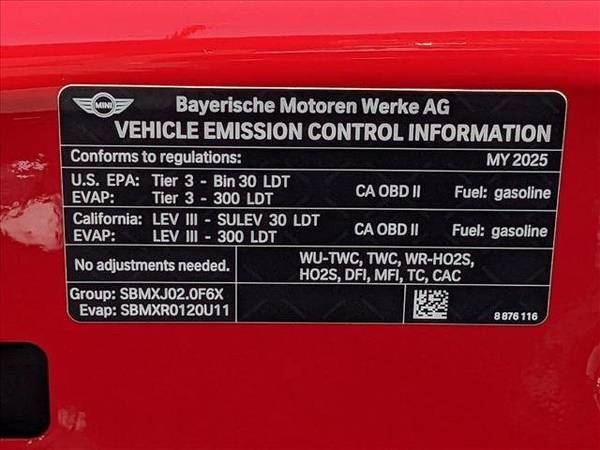 MINI
Bayerische Motoren Werke AG
VEHICLE EMISSION CONTROL INFORMATION
Conforms to regulations: MY 2025
U.S. EPA: Tier 3 - Bin 30 LDT CA OBD II Fuel: gasoline
EVAP: Tier 3 - 300 LDT
California: LEV III - SULEV 30 LDT CA OBD II Fuel: gasoline
EVAP: LEV III - 300 LDT
No adjustments needed. WU-TWC, TWC, WR-HO2S,
HO2S, DFI, MFI, TC, CAC
Group: SBMXJ02.0F6X
Evap: SBMXR0120U11 8 876 116